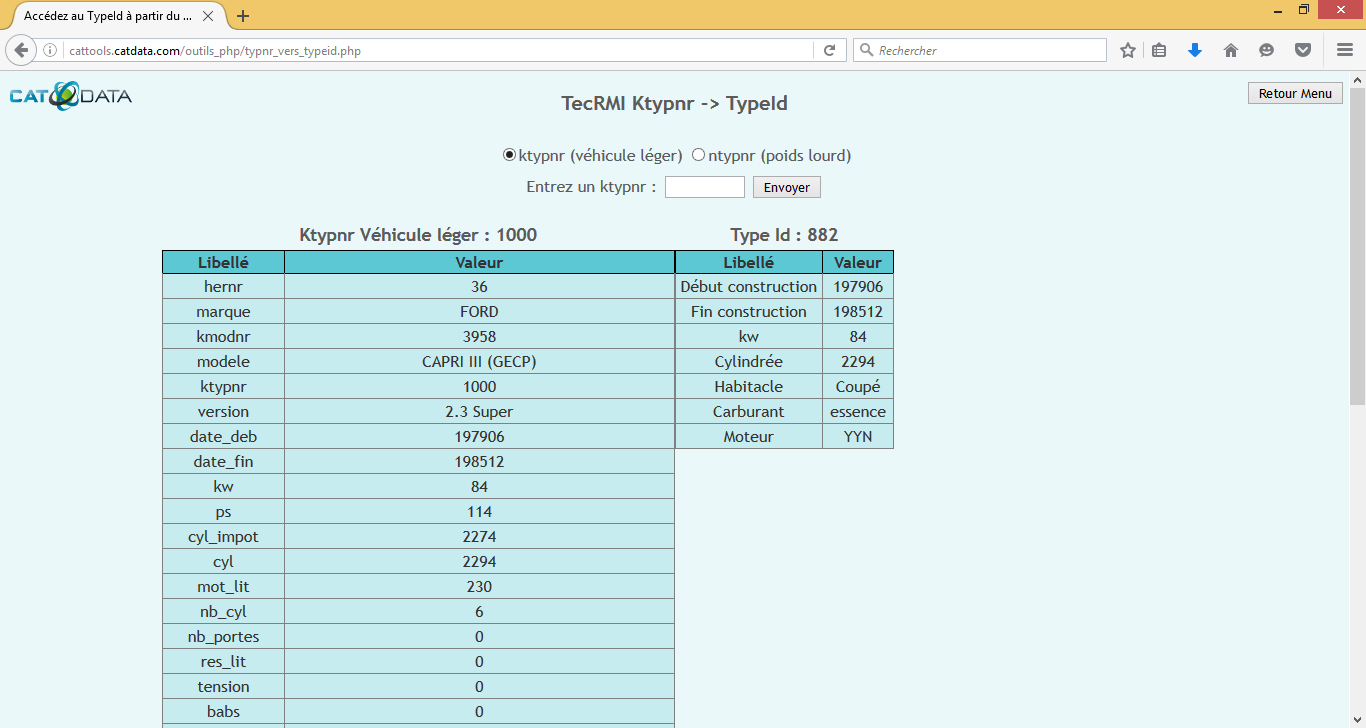 Accédez au TypeId à partir du ...
cattools.catdata.com/outils_php/typnr_vers_typeid.php
Rechercher
CAT DATA
TecRMI Ktypnr -> TypeId
Retour Menu
ktypnr (véhicule léger) ntypnr (poids lourd)
Entrez un ktypnr : Envoyer
Ktypnr Véhicule léger : 1000
Libellé Valeur
hernr 36
marque FORD
kmodnr 3958
modele CAPRI III (GECP)
ktypnr 1000
version 2.3 Super
date_deb 197906
date_fin 198512
kw 84
ps 114
cyl_impot 2274
cyl 2294
mot_lit 230
nb_cyl 6
nb_portes 0
res_lit 0
tension 0
babs 0
Type Id : 882
Libellé Valeur
Début construction 197906
Fin construction 198512
kw 84
Cylindrée 2294
Habitacle Coupé
Carburant essence
Moteur YYN